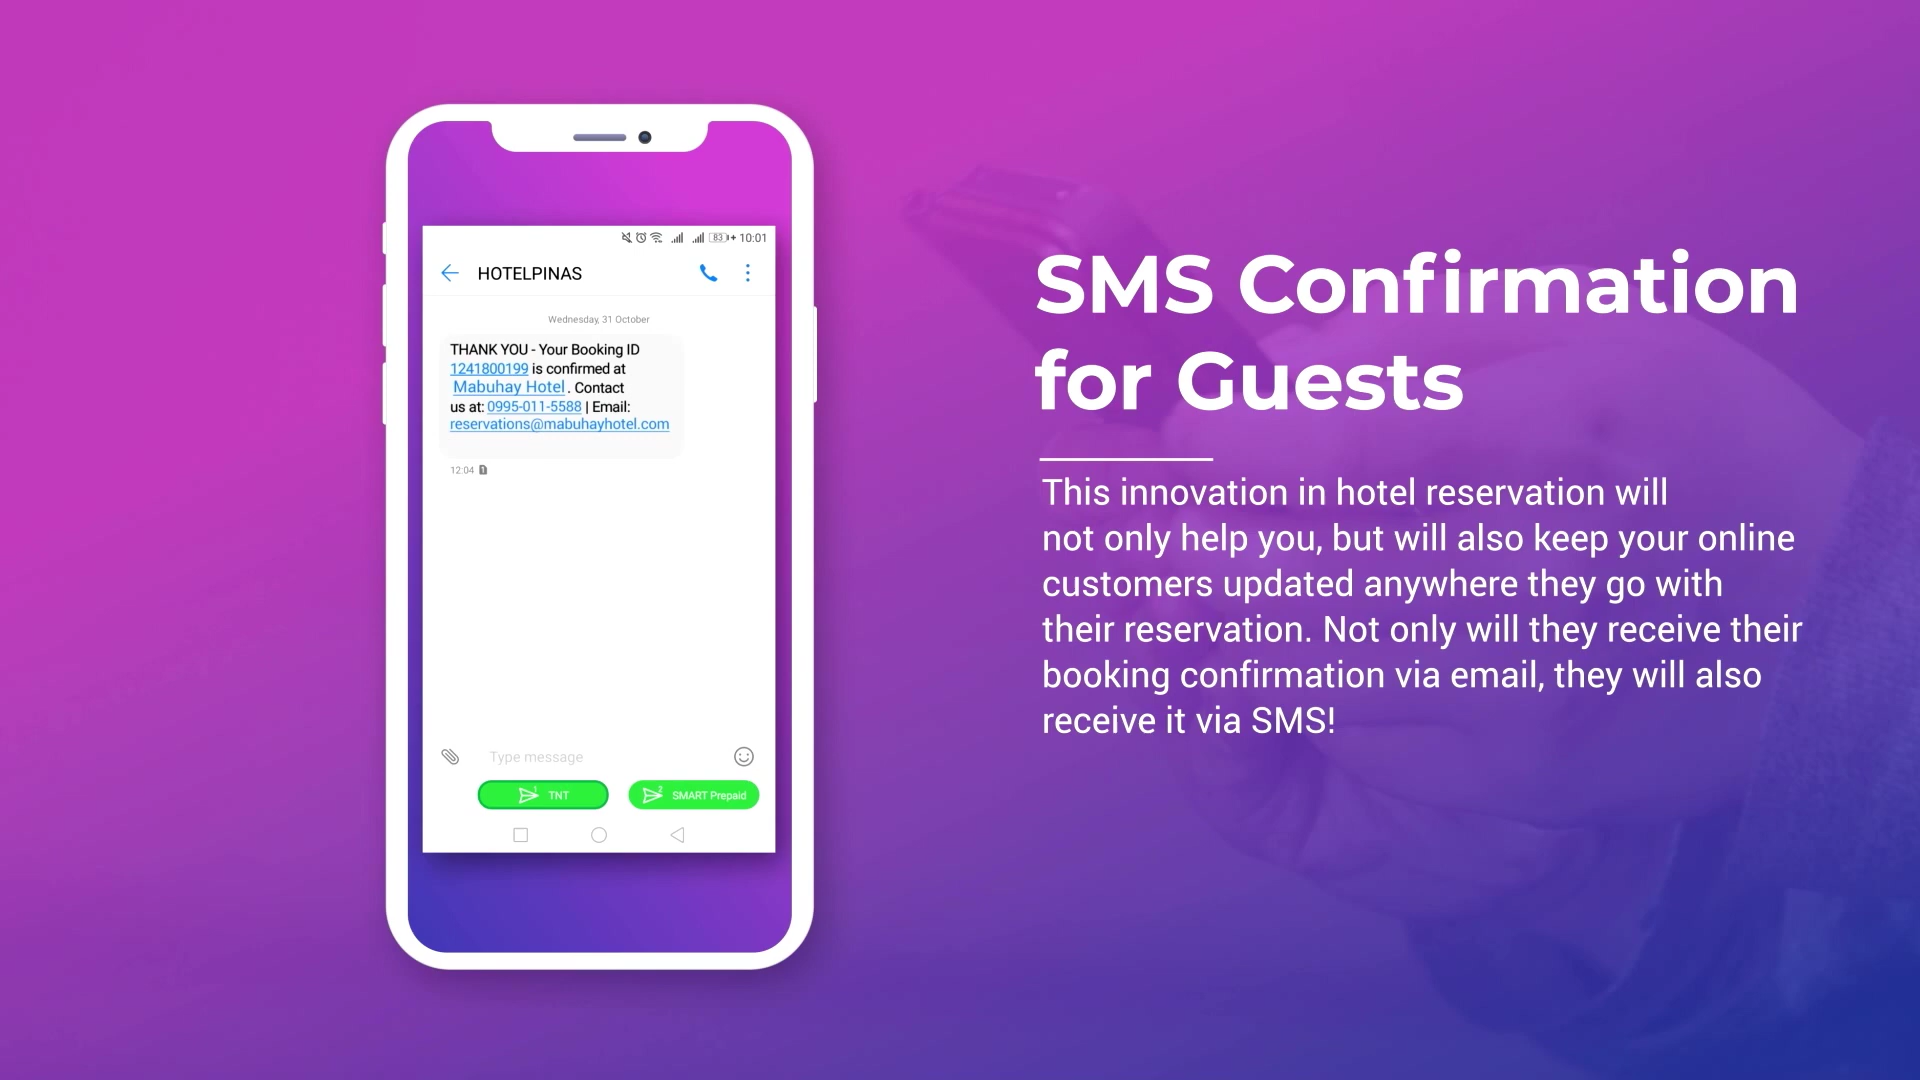 83 10:01
HOTELPINAS
Wednesday, 31 October
THANK YOU - Your Booking ID
1241800199 is confirmed at
Mabuhay Hotel . Contact
us at: 0995-011-5588 | Email:
reservations@mabuhayhotel.com
12:04 1
Type message
1 TNT
2 SMART Prepaid
SMS Confirmation
for Guests
This innovation in hotel reservation will
not only help you, but will also keep your online
customers updated anywhere they go with
their reservation. Not only will they receive their
booking confirmation via email, they will also
receive it via SMS!